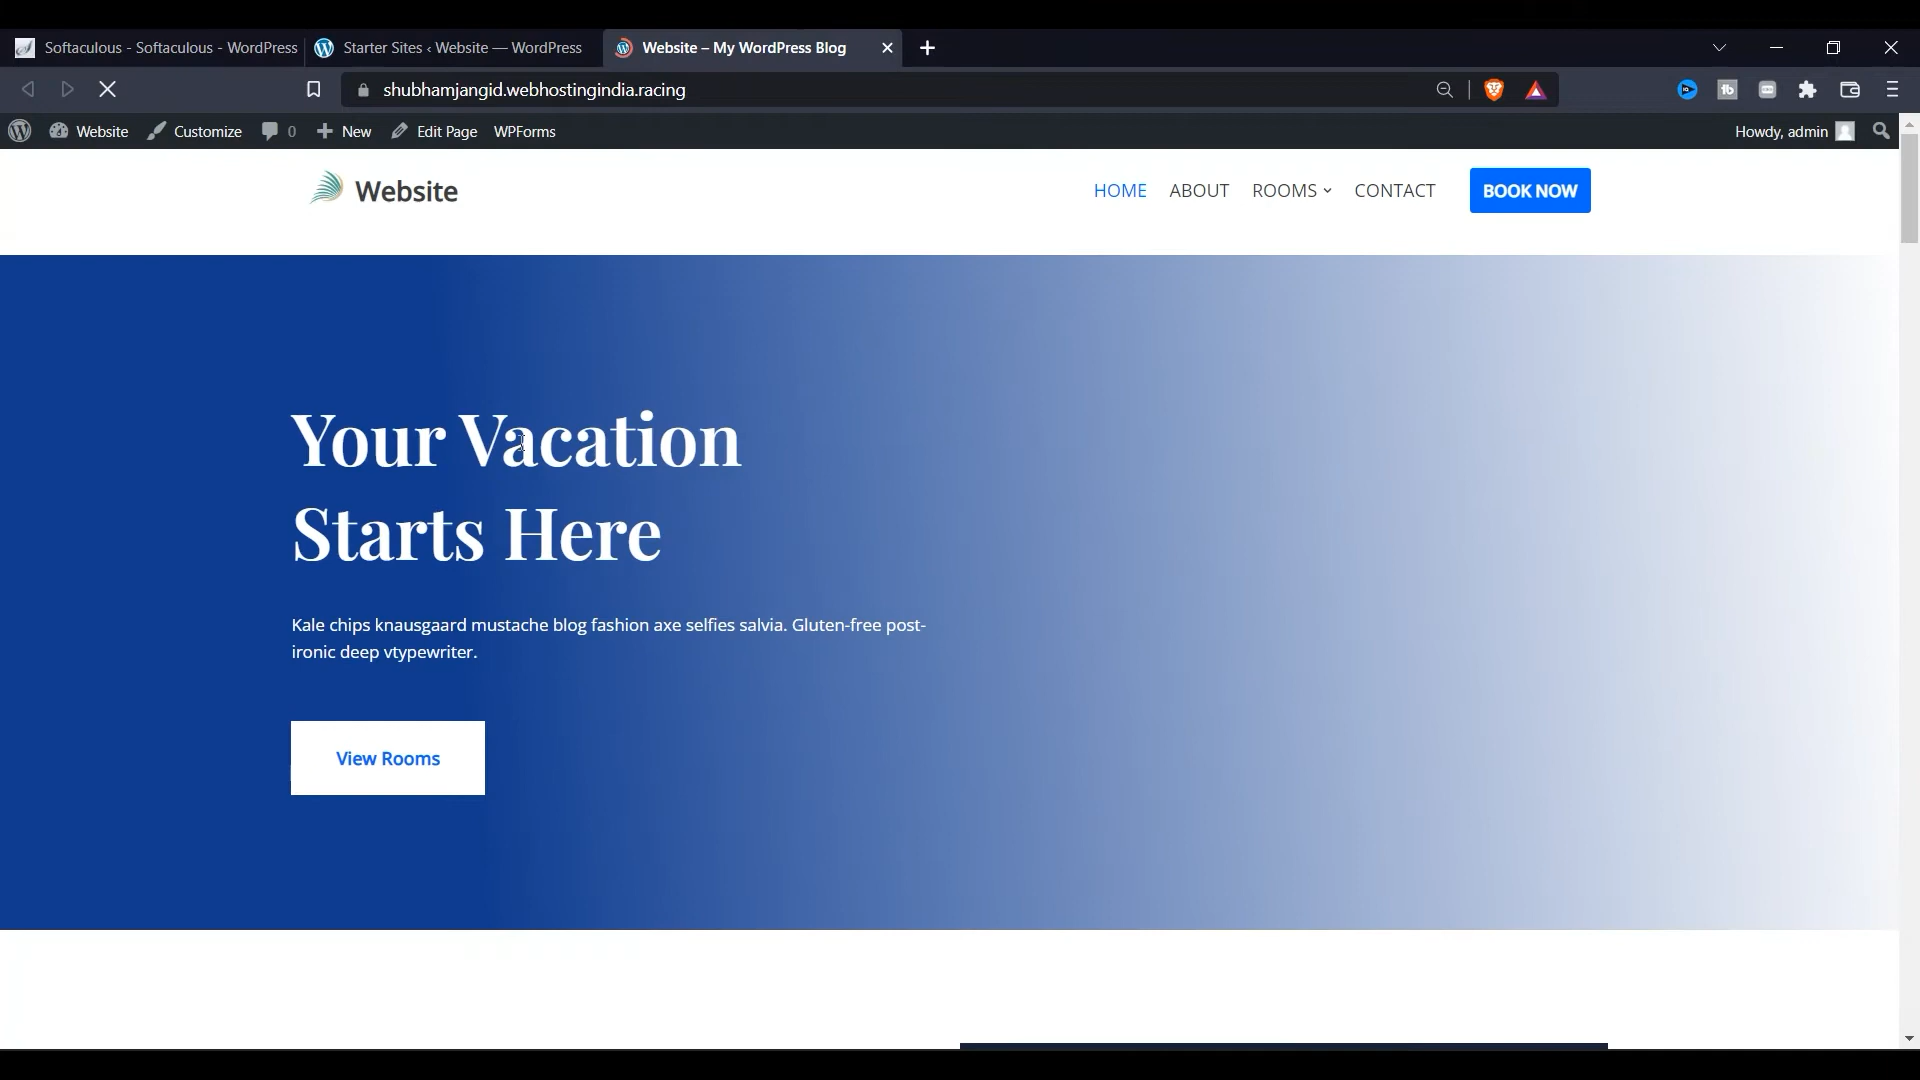 Softaculous - Softaculous - WordPress
Starter Sites ‹ Website — WordPress
Website – My WordPress Blog
shubhamjangid.webhostingindia.racing
Website
Customize
0
New
Edit Page
WPForms
Howdy, admin
Website
HOME
ABOUT
ROOMS
CONTACT
BOOK NOW
Your Vacation
Starts Here
Kale chips knausgaard mustache blog fashion axe selfies salvia. Gluten-free post-
ironic deep vtypewriter.
View Rooms